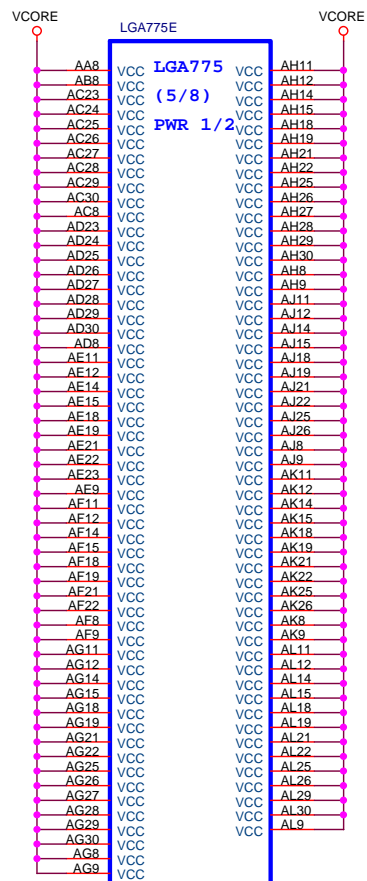 VCORE VCORE
LGA775E
AA8 VCC LGA775 VCC AH11
AB8 VCC VCC AH12
AC23 VCC (5/8) VCC AH14
AC24 VCC VCC AH15
AC25 VCC PWR 1/2 VCC AH18
AC26 VCC VCC AH19
AC27 VCC VCC AH21
AC28 VCC VCC AH22
AC29 VCC VCC AH25
AC30 VCC VCC AH26
AC8 VCC VCC AH27
AD23 VCC VCC AH28
AD24 VCC VCC AH29
AD25 VCC VCC AH30
AD26 VCC VCC AH8
AD27 VCC VCC AH9
AD28 VCC VCC AJ11
AD29 VCC VCC AJ12
AD30 VCC VCC AJ14
AD8 VCC VCC AJ15
AE11 VCC VCC AJ18
AE12 VCC VCC AJ19
AE14 VCC VCC AJ21
AE15 VCC VCC AJ22
AE18 VCC VCC AJ25
AE19 VCC VCC AJ26
AE21 VCC VCC AJ8
AE22 VCC VCC AJ9
AE23 VCC VCC AK11
AE9 VCC VCC AK12
AF11 VCC VCC AK14
AF12 VCC VCC AK15
AF14 VCC VCC AK18
AF15 VCC VCC AK19
AF18 VCC VCC AK21
AF19 VCC VCC AK22
AF21 VCC VCC AK25
AF22 VCC VCC AK26
AF8 VCC VCC AK8
AF9 VCC VCC AK9
AG11 VCC VCC AL11
AG12 VCC VCC AL12
AG14 VCC VCC AL14
AG15 VCC VCC AL15
AG18 VCC VCC AL18
AG19 VCC VCC AL19
AG21 VCC VCC AL21
AG22 VCC VCC AL22
AG25 VCC VCC AL25
AG26 VCC VCC AL26
AG27 VCC VCC AL29
AG28 VCC VCC AL30
AG29 VCC VCC AL9
AG30 VCC
AG8 VCC
AG9 VCC